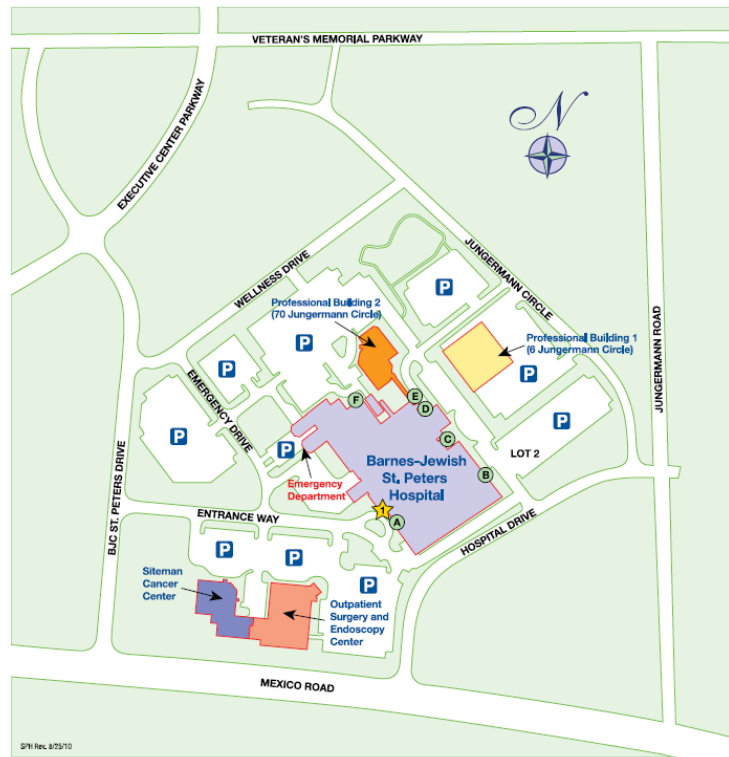 VETERAN'S MEMORIAL PARKWAY
EXECUTIVE CENTER PARKWAY
N
WELLNESS DRIVE
JUNGERMANN CIRCLE
JUNGERMANN ROAD
P
Professional Building 2
(70 Jungermann Circle)
P
Professional Building 1
(6 Jungermann Circle)
P
P
EMERGENCY DRIVE
F
E
D
P
P
C
P
LOT 2
Barnes-Jewish
St. Peters
Hospital
B
Emergency
Department
BJC ST. PETERS DRIVE
ENTRANCE WAY
1
A
HOSPITAL DRIVE
P
P
P
Siteman
Cancer
Center
Outpatient
Surgery and
Endoscopy
Center
MEXICO ROAD
SPH Rev. 8/25/10